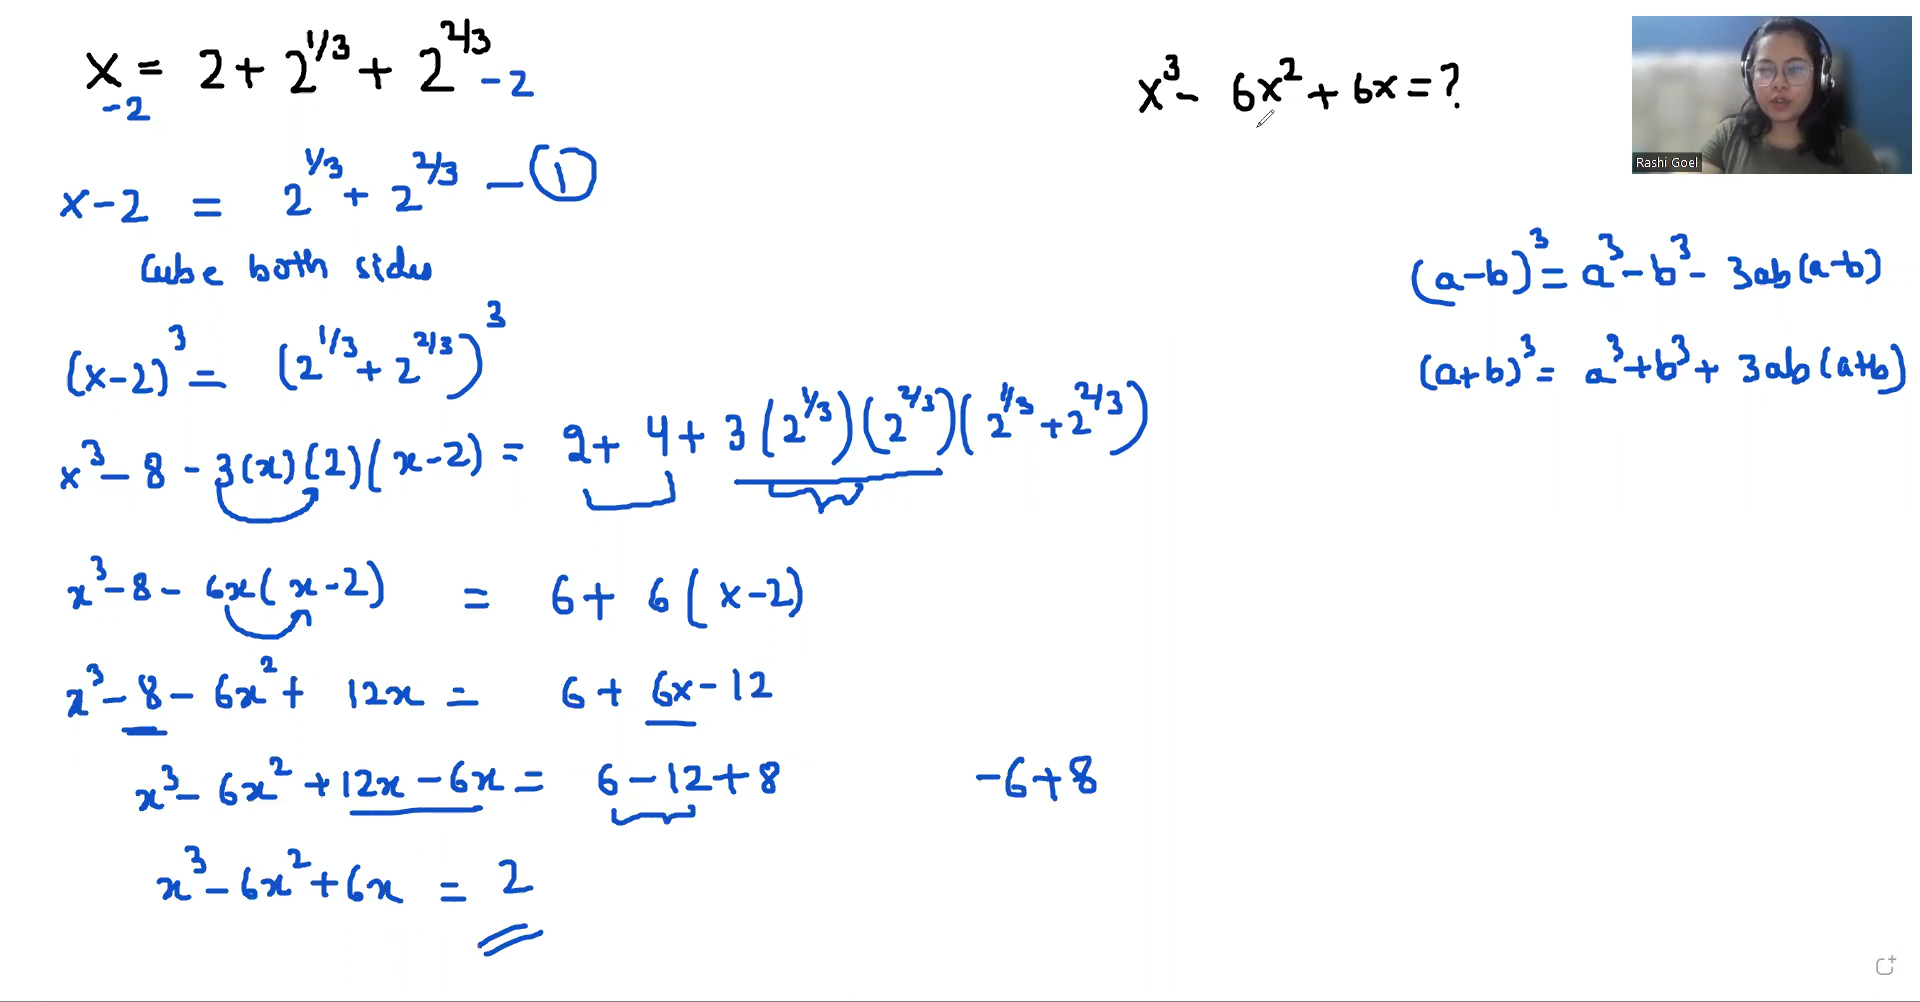 x = 2 + 2^1/3 + 2^2/3
-2 -2
x³ - 6x² + 6x = ?
Rashi Goel
x-2 = 2^1/3 + 2^2/3 - ①
Cube both sides
(a-b)³ = a³ - b³ - 3ab(a-b)
(x-2)³ = (2^1/3 + 2^2/3)³
(a+b)³ = a³ + b³ + 3ab(a+b)
x³ - 8 - 3(x)(2)(x-2) = 2 + 4 + 3(2^1/3)(2^2/3)(2^1/3 + 2^2/3)
x³ - 8 - 6x(x-2) = 6 + 6(x-2)
x³ - 8 - 6x² + 12x = 6 + 6x - 12
x³ - 6x² + 12x - 6x = 6 - 12 + 8
-6+8
x³ - 6x² + 6x = 2